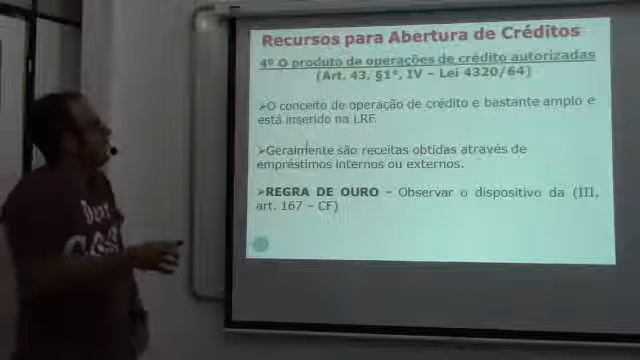 Recursos para Abertura de Créditos
4º O produto de operações de crédito autorizadas
(Art. 43, §1º, IV – Lei 4320/64)
➢O conceito de operação de crédito e bastante amplo e
está inserido na LRF.
➢Geralmente são receitas obtidas através de
empréstimos internos ou externos.
➢REGRA DE OURO – Observar o dispositivo da (III,
art. 167 – CF)